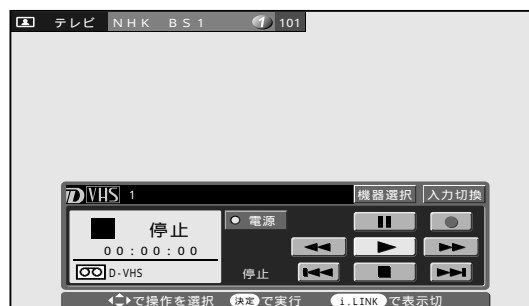 テレビ NHK BS1 1 101
D VHS 1 機器選択 入力切換
停止 電源
00:00:00
D-VHS 停止
で操作を選択 決定 で実行 i.LINK で表示切